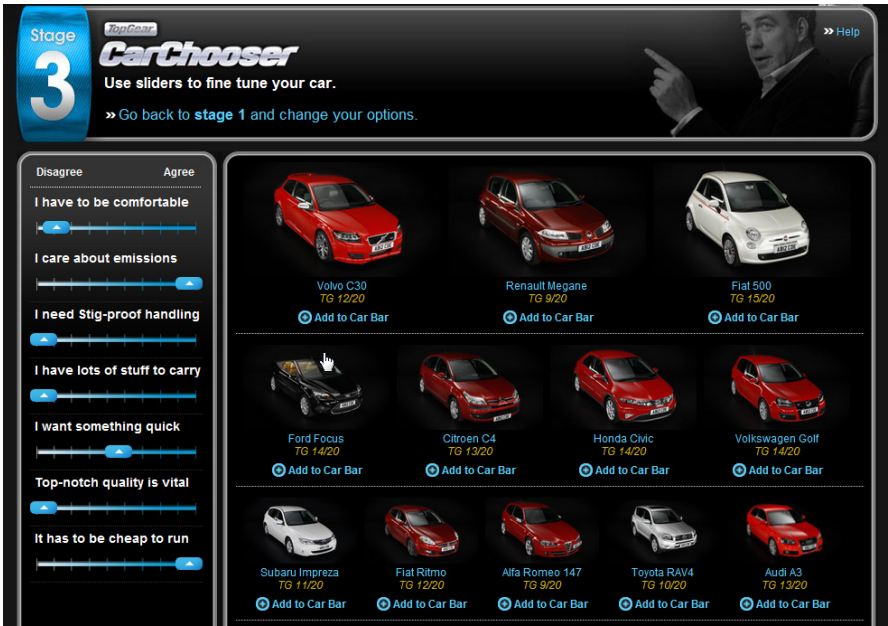 Stage
3
TopGear
CarChooser
Use sliders to fine tune your car.
» Go back to stage 1 and change your options.
» Help
Disagree Agree
I have to be comfortable
I care about emissions
I need Stig-proof handling
I have lots of stuff to carry
I want something quick
Top-notch quality is vital
It has to be cheap to run
Volvo C30 Renault Megane Fiat 500
TG 12/20 TG 9/20 TG 15/20
Add to Car Bar Add to Car Bar Add to Car Bar
Ford Focus Citroen C4 Honda Civic Volkswagen Golf
TG 14/20 TG 13/20 TG 14/20 TG 14/20
Add to Car Bar Add to Car Bar Add to Car Bar Add to Car Bar
Subaru Impreza Fiat Ritmo Alfa Romeo 147 Toyota RAV4 Audi A3
TG 11/20 TG 12/20 TG 9/20 TG 10/20 TG 13/20
Add to Car Bar Add to Car Bar Add to Car Bar Add to Car Bar Add to Car Bar